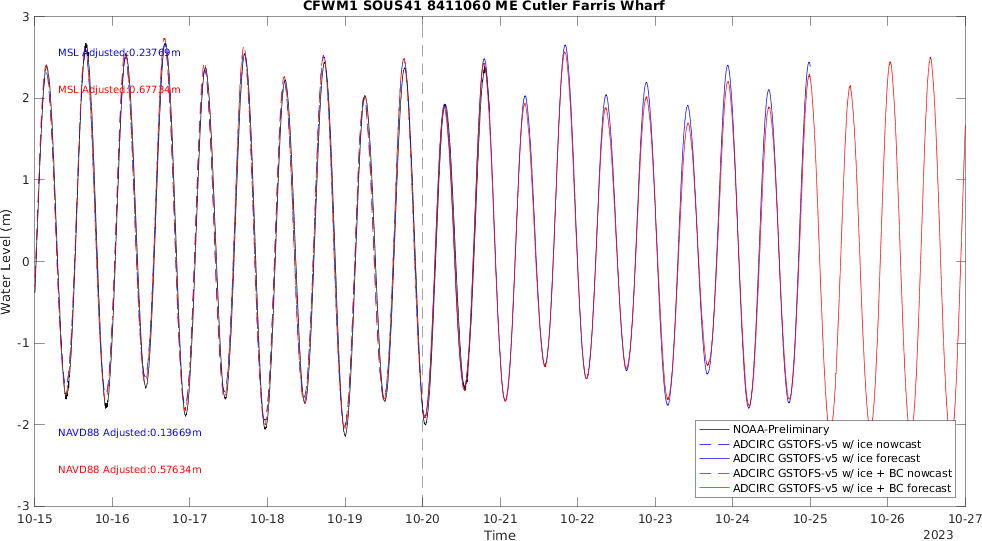 CFWM1 SOUS41 8411060 ME Cutler Farris Wharf
3
2
1
0
-1
-2
-3
Water Level (m)
MSL Adjusted:0.23769m
MSL Adjusted:0.67734m
NAVD88 Adjusted:0.13669m
NAVD88 Adjusted:0.57634m
NOAA-Preliminary
ADCIRC GSTOFS-v5 w/ ice nowcast
ADCIRC GSTOFS-v5 w/ ice forecast
ADCIRC GSTOFS-v5 w/ ice + BC nowcast
ADCIRC GSTOFS-v5 w/ ice + BC forecast
10-15 10-16 10-17 10-18 10-19 10-20 10-21 10-22 10-23 10-24 10-25 10-26 10-27
Time
2023